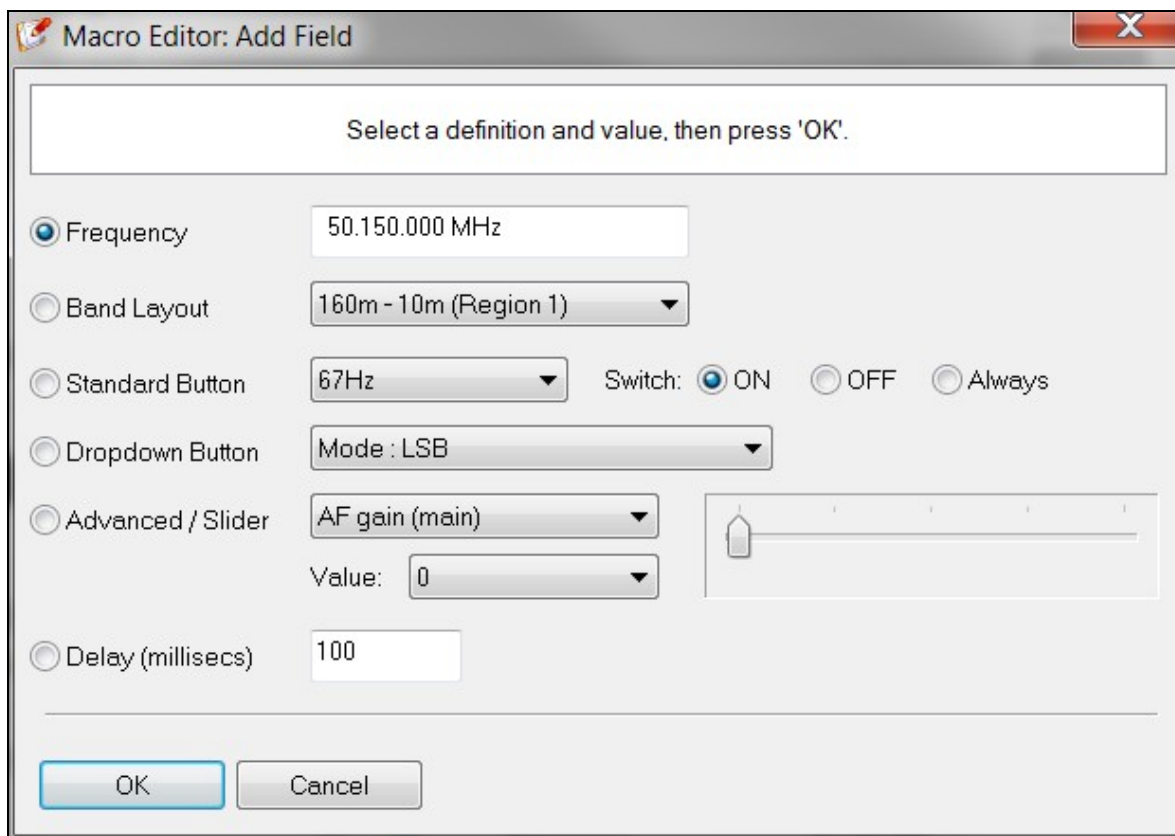 Macro Editor: Add Field
X
Select a definition and value, then press 'OK'.
Frequency 50.150.000 MHz
Band Layout 160m - 10m (Region 1)
Standard Button 67Hz Switch: ON OFF Always
Dropdown Button Mode : LSB
Advanced / Slider AF gain (main)
Value: 0
Delay (millisecs) 100
OK Cancel